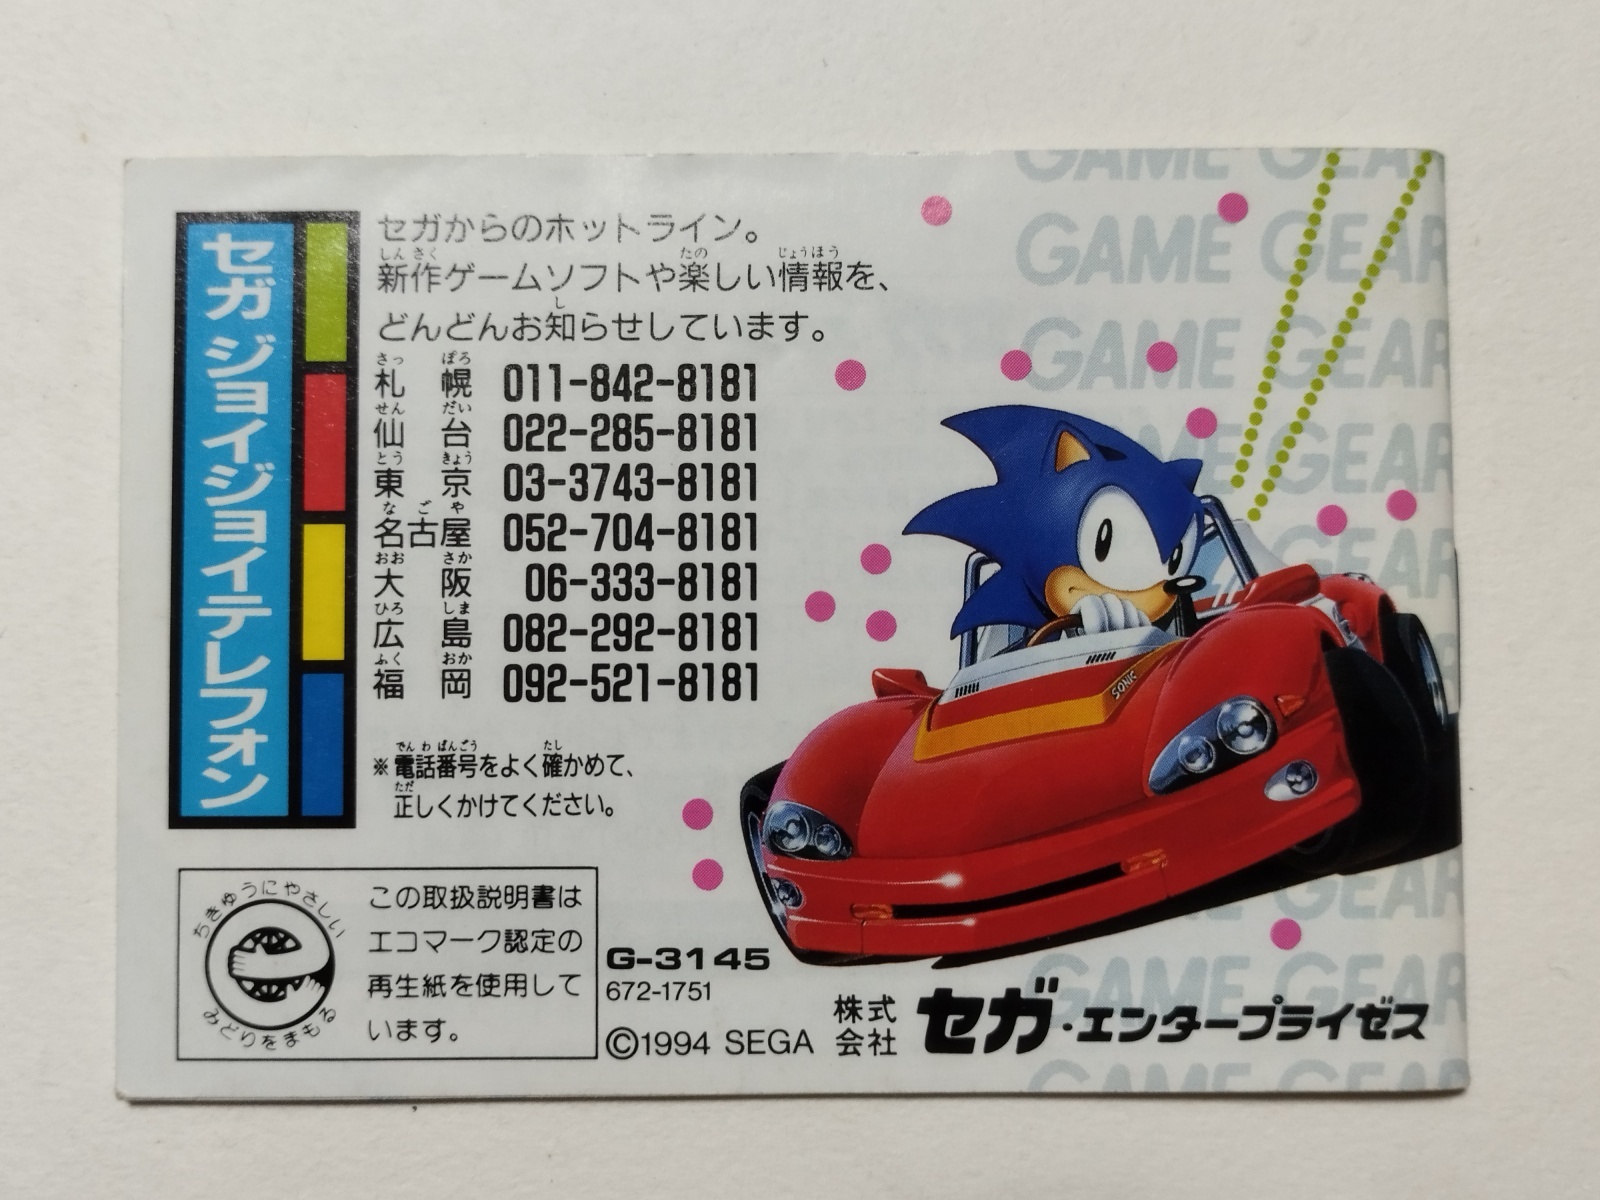 セガ ジョイジョイテレフォン
セガからのホットライン。
新作ゲームソフトや楽しい情報を、
どんどんお知らせしています。
札幌 011-842-8181
仙台 022-285-8181
東京 03-3743-8181
名古屋 052-704-8181
大阪 06-333-8181
広島 082-292-8181
福岡 092-521-8181
※電話番号をよく確かめて、
正しくかけてください。
ちきゅうにやさしい
みどりをまもる
この取扱説明書は
エコマーク認定の
再生紙を使用して
います。
G-3145
672-1751
©1994 SEGA
株式会社 セガ・エンタープライゼス
SONIC
GAME GEAR
GAME GEAR
GAME GEAR
GAME GEAR
GAME GEAR
GAME GEAR
GAME GEAR
GAME GEAR